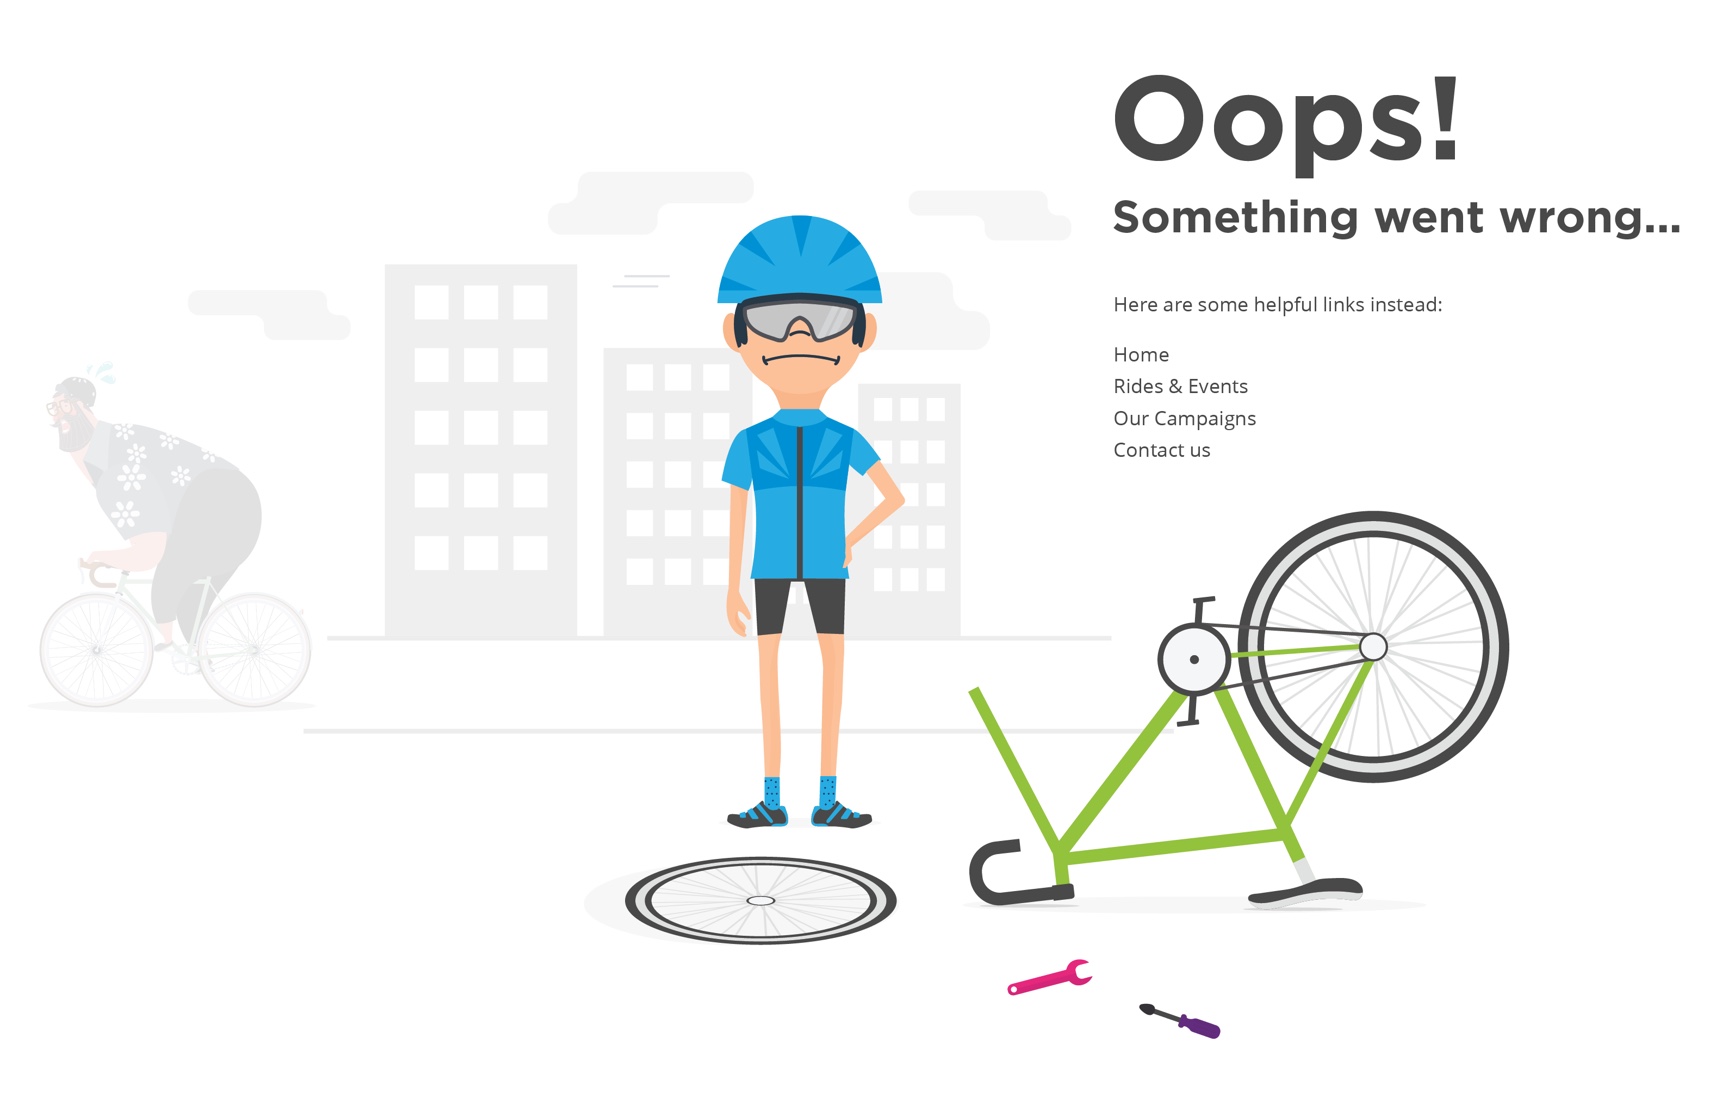 Oops!
Something went wrong...
Here are some helpful links instead:
Home
Rides & Events
Our Campaigns
Contact us